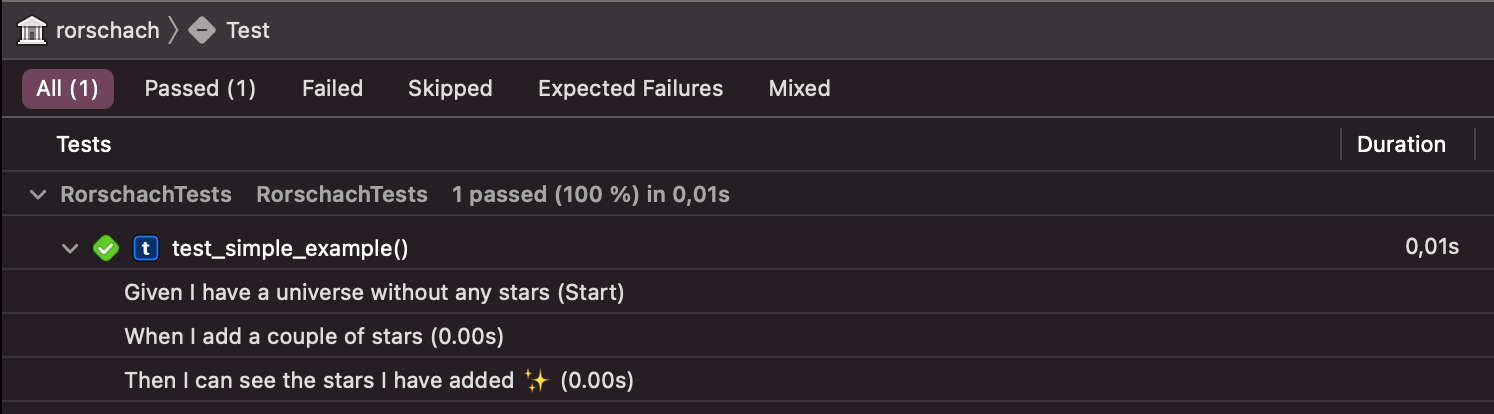 rorschach Test
All (1) Passed (1) Failed Skipped Expected Failures Mixed
Tests Duration
RorschachTests RorschachTests 1 passed (100 %) in 0,01s
t test_simple_example() 0,01s
Given I have a universe without any stars (Start)
When I add a couple of stars (0.00s)
Then I can see the stars I have added ✨ (0.00s)